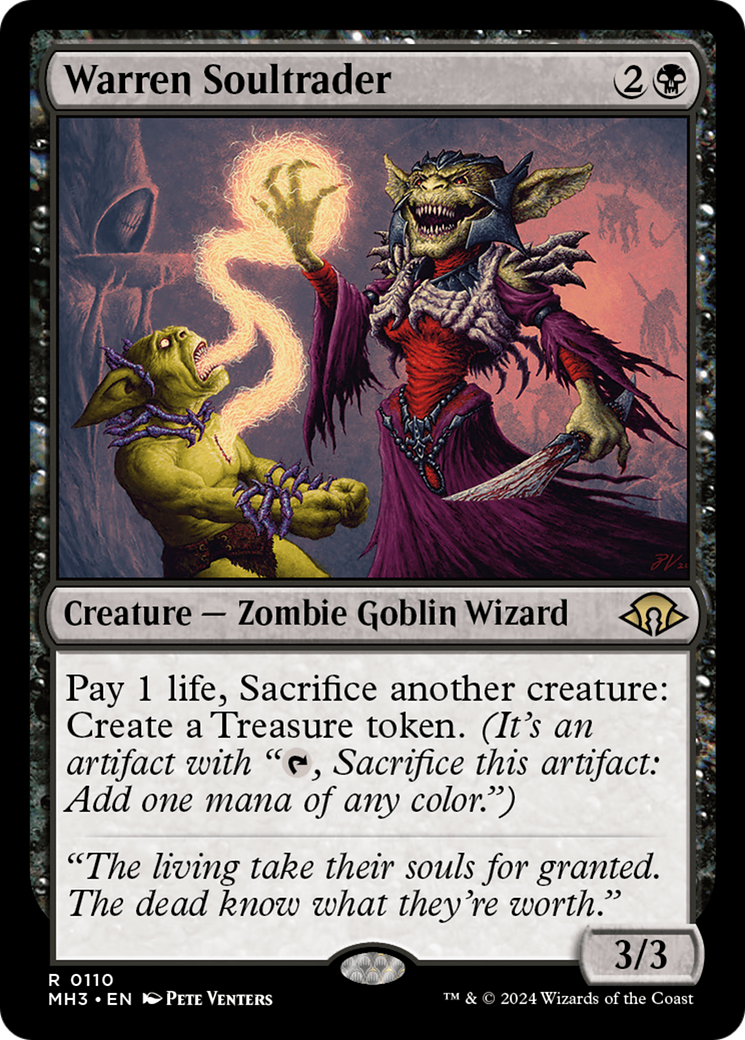 Warren Soultrader 2
Creature — Zombie Goblin Wizard
Pay 1 life, Sacrifice another creature:
Create a Treasure token. (It's an
artifact with “, Sacrifice this artifact:
Add one mana of any color.”)
“The living take their souls for granted.
The dead know what they're worth.”
3/3
R 0110
MH3 • EN Pete Venters
™ & © 2024 Wizards of the Coast